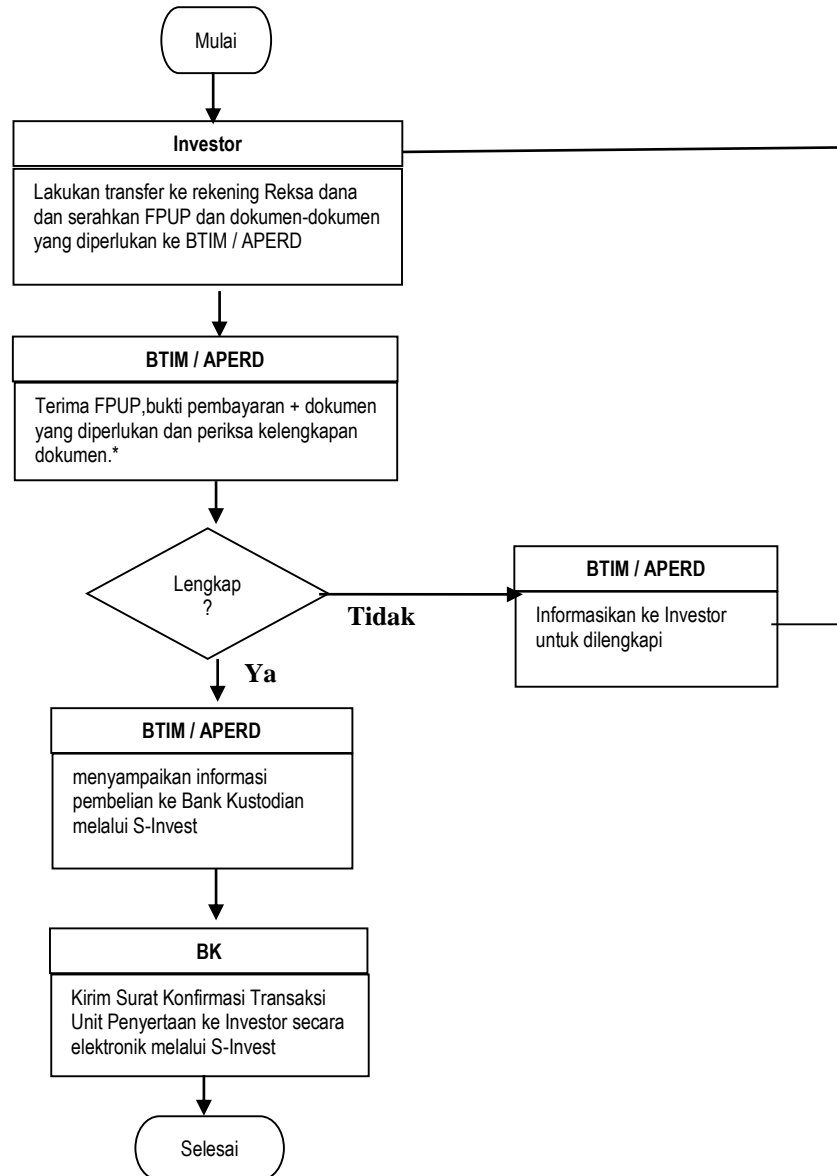 Mulai
Investor
Lakukan transfer ke rekening Reksa dana
dan serahkan FPUP dan dokumen-dokumen
yang diperlukan ke BTIM / APERD
BTIM / APERD
Terima FPUP,bukti pembayaran + dokumen
yang diperlukan dan periksa kelengkapan
dokumen.*
Lengkap
?
Tidak
BTIM / APERD
Informasikan ke Investor
untuk dilengkapi
Ya
BTIM / APERD
menyampaikan informasi
pembelian ke Bank Kustodian
melalui S-Invest
BK
Kirim Surat Konfirmasi Transaksi
Unit Penyertaan ke Investor secara
elektronik melalui S-Invest
Selesai